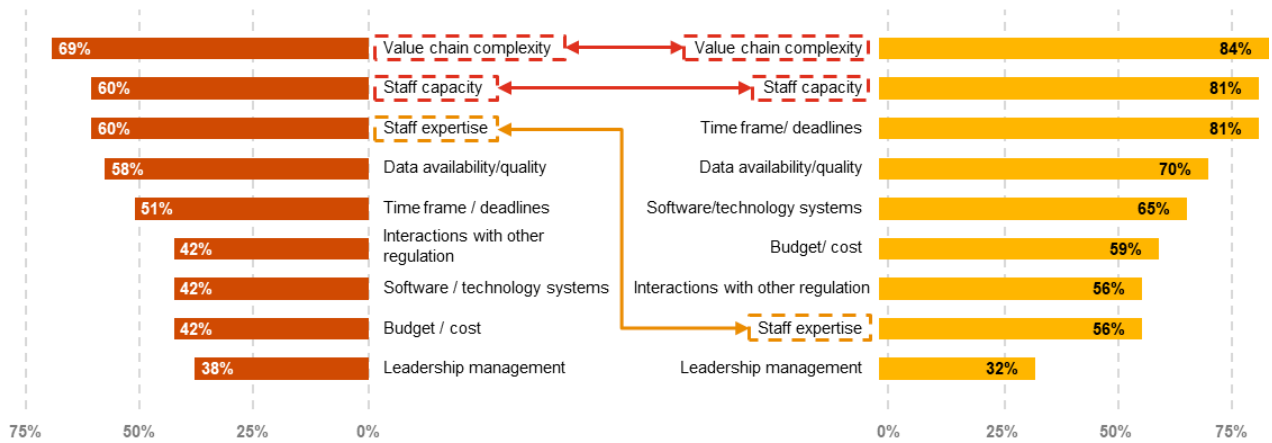 69% Value chain complexity Value chain complexity 84%
60% Staff capacity Staff capacity 81%
60% Staff expertise Time frame/ deadlines 81%
58% Data availability/quality Data availability/quality 70%
51% Time frame / deadlines Software/technology systems 65%
42% Interactions with other
regulation Budget/ cost 59%
42% Software / technology systems Interactions with other regulation 56%
42% Budget / cost Staff expertise 56%
38% Leadership management Leadership management 32%
75% 50% 25% 0% 0% 25% 50% 75%